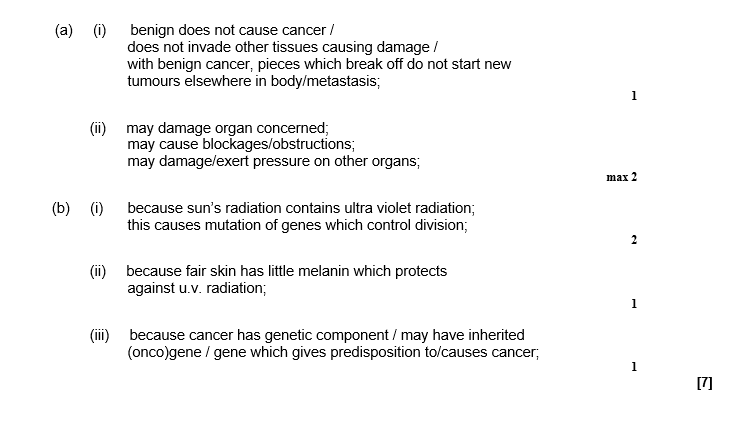 (a) (i) benign does not cause cancer /
does not invade other tissues causing damage /
with benign cancer, pieces which break off do not start new
tumours elsewhere in body/metastasis;
1
(ii) may damage organ concerned;
may cause blockages/obstructions;
may damage/exert pressure on other organs;
max 2
(b) (i) because sun's radiation contains ultra violet radiation;
this causes mutation of genes which control division;
2
(ii) because fair skin has little melanin which protects
against u.v. radiation;
1
(iii) because cancer has genetic component / may have inherited
(onco)gene / gene which gives predisposition to/causes cancer;
1
[7]